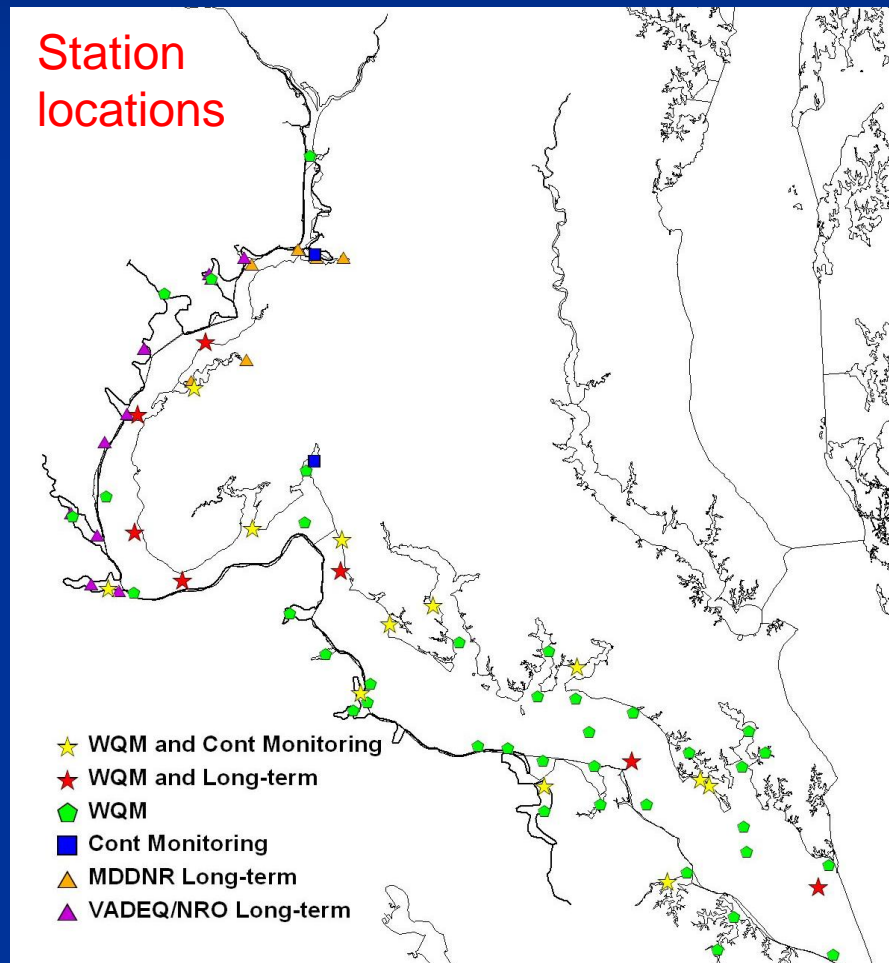 Station
locations
WQM and Cont Monitoring
WQM and Long-term
WQM
Cont Monitoring
MDDNR Long-term
VADEQ/NRO Long-term